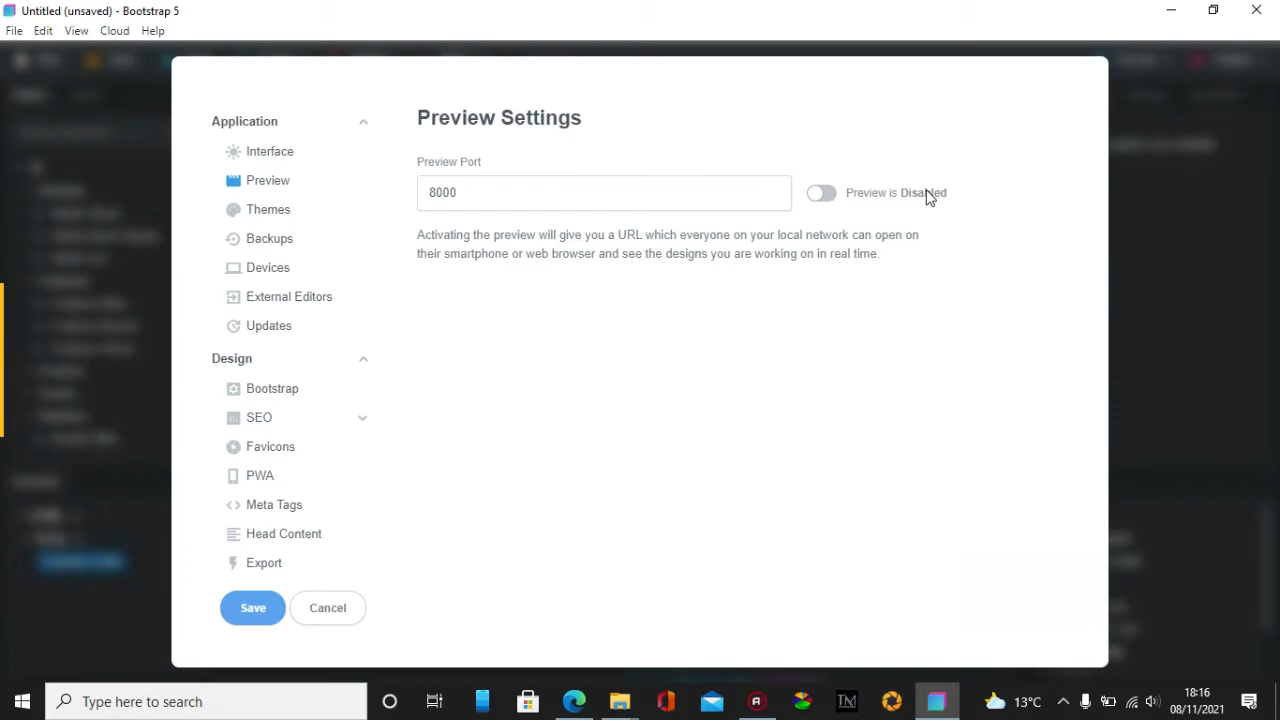 Untitled (unsaved) - Bootstrap 5
File Edit View Cloud Help
Application
Interface
Preview
Themes
Backups
Devices
External Editors
Updates
Design
Bootstrap
SEO
Favicons
PWA
Meta Tags
Head Content
Export
Save Cancel
Preview Settings
Preview Port
8000
Preview is Disabled
Activating the preview will give you a URL which everyone on your local network can open on
their smartphone or web browser and see the designs you are working on in real time.
Type here to search
13°C
18:16
08/11/2021